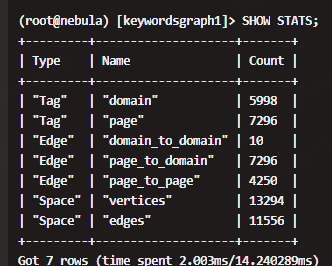 (root@nebula) [keywordsgraph1]> SHOW STATS;
+---------+------------------+-------+
| Type    | Name             | Count |
+---------+------------------+-------+
| "Tag"   | "domain"         | 5998  |
| "Tag"   | "page"           | 7296  |
| "Edge"  | "domain_to_domain" | 10    |
| "Edge"  | "page_to_domain" | 7296  |
| "Edge"  | "page_to_page"   | 4250  |
| "Space" | "vertices"       | 13294 |
| "Space" | "edges"          | 11556 |
+---------+------------------+-------+
Got 7 rows (time spent 2.003ms/14.240289ms)